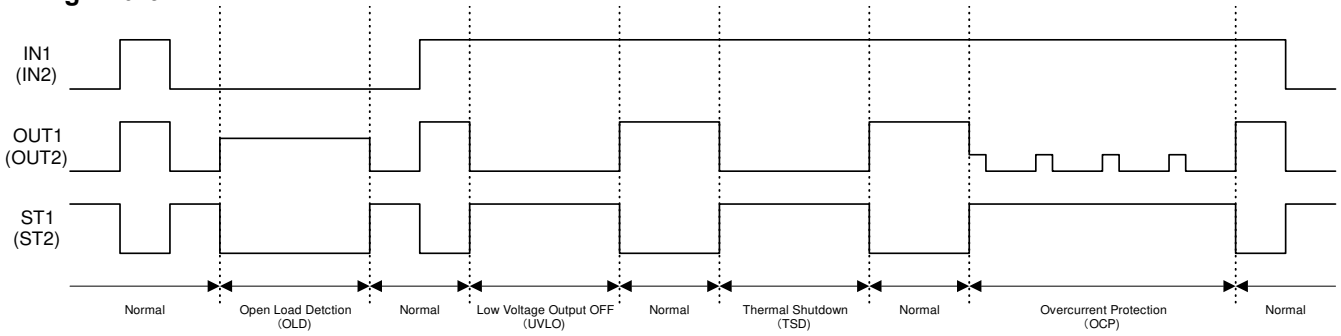 IN1
(IN2)
OUT1
(OUT2)
ST1
(ST2)
Normal
Open Load Detction
(OLD)
Normal
Low Voltage Output OFF
(UVLO)
Normal
Thermal Shutdown
(TSD)
Normal
Overcurrent Protection
(OCP)
Normal